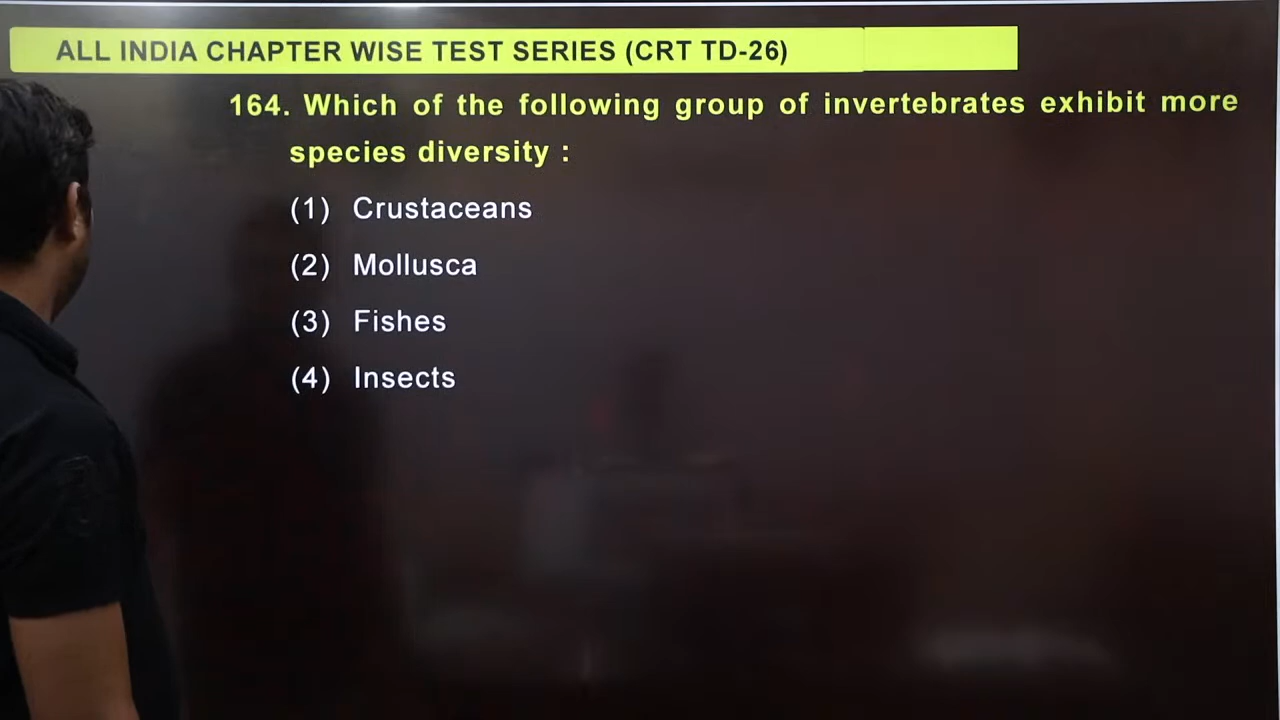 ALL INDIA CHAPTER WISE TEST SERIES (CRT TD-26)
164. Which of the following group of invertebrates exhibit more
species diversity :
(1) Crustaceans
(2) Mollusca
(3) Fishes
(4) Insects